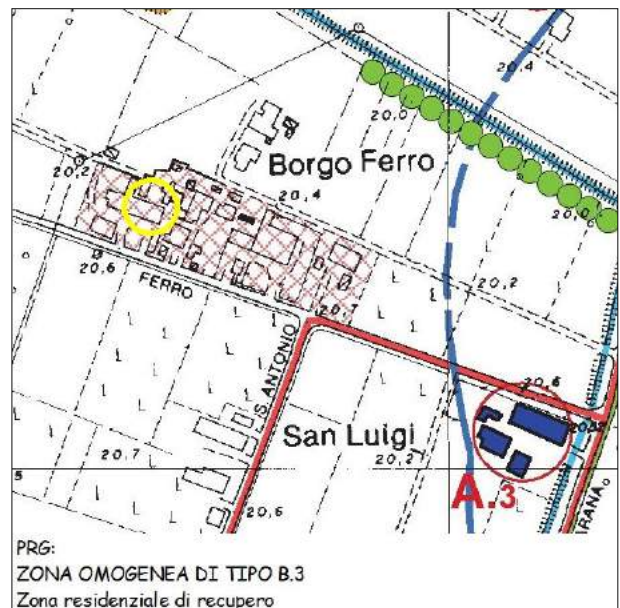 20,4
20,0
Borgo Ferro
20,2
20,4
20,0
20,6
FERRO
20,2
20,7
S. ANTONIO
20,6
San Luigi
20,7
20,2
A.3
5
20,6
PRG:
ZONA OMOGENEA DI TIPO B.3
Zona residenziale di recupero